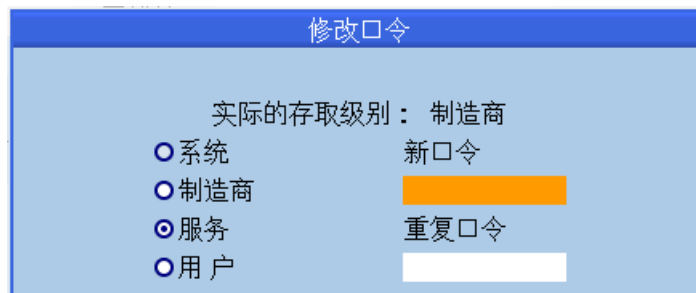 修改口令
实际的存取级别： 制造商
系统 新口令
制造商
服务 重复口令
用 户